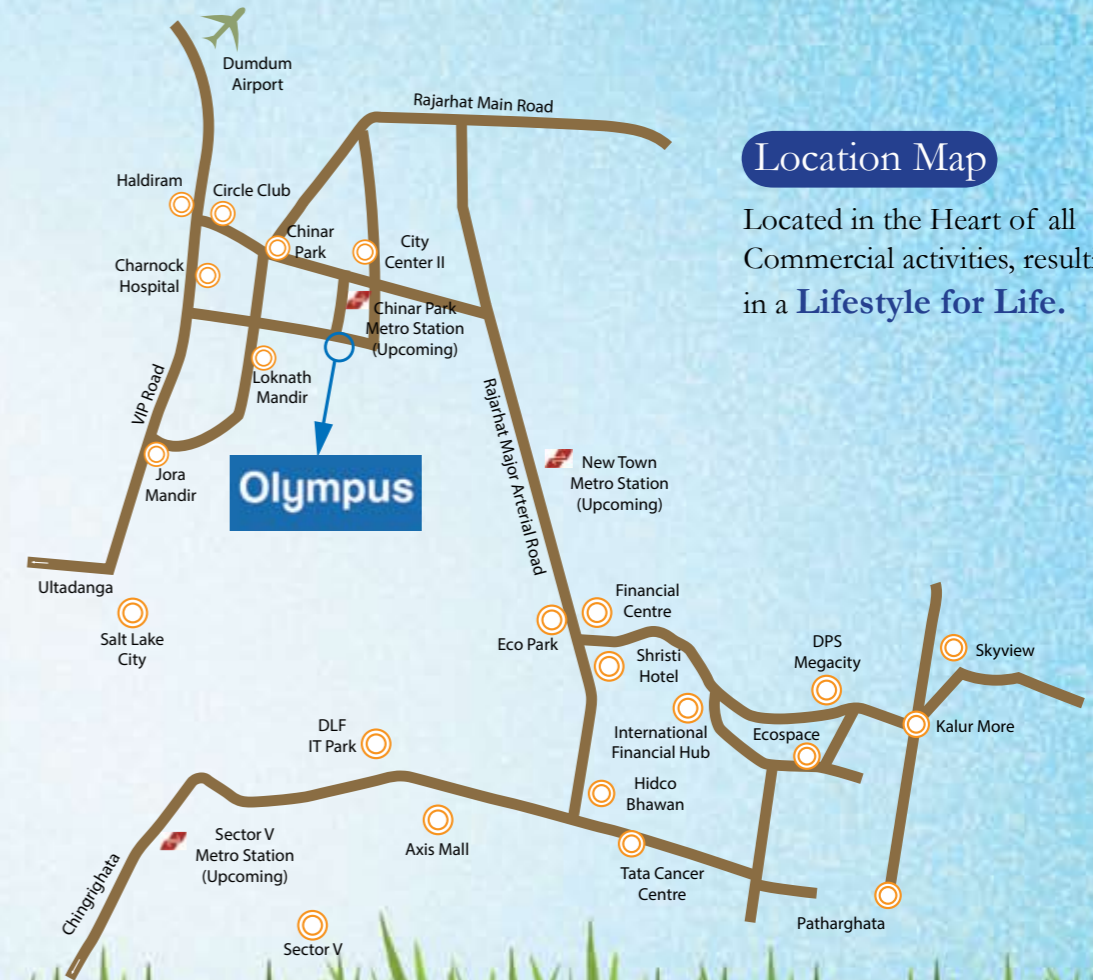 Dumdum
Airport
Rajarhat Main Road
Location Map
Located in the Heart of all
Commercial activities, resulti
in a Lifestyle for Life.
Haldiram
Circle Club
Chinar
Park
City
Center II
Charnock
Hospital
Chinar Park
Metro Station
(Upcoming)
Loknath
Mandir
VIP Road
Rajarhat Major Arterial Road
Jora
Mandir
Olympus
New Town
Metro Station
(Upcoming)
Ultadanga
Salt Lake
City
Financial
Centre
Eco Park
Shristi
Hotel
DPS
Megacity
Skyview
International
Financial Hub
Ecospace
Kalur More
DLF
IT Park
Hidco
Bhawan
Axis Mall
Sector V
Metro Station
(Upcoming)
Tata Cancer
Centre
Chingrighata
Patharghata
Sector V